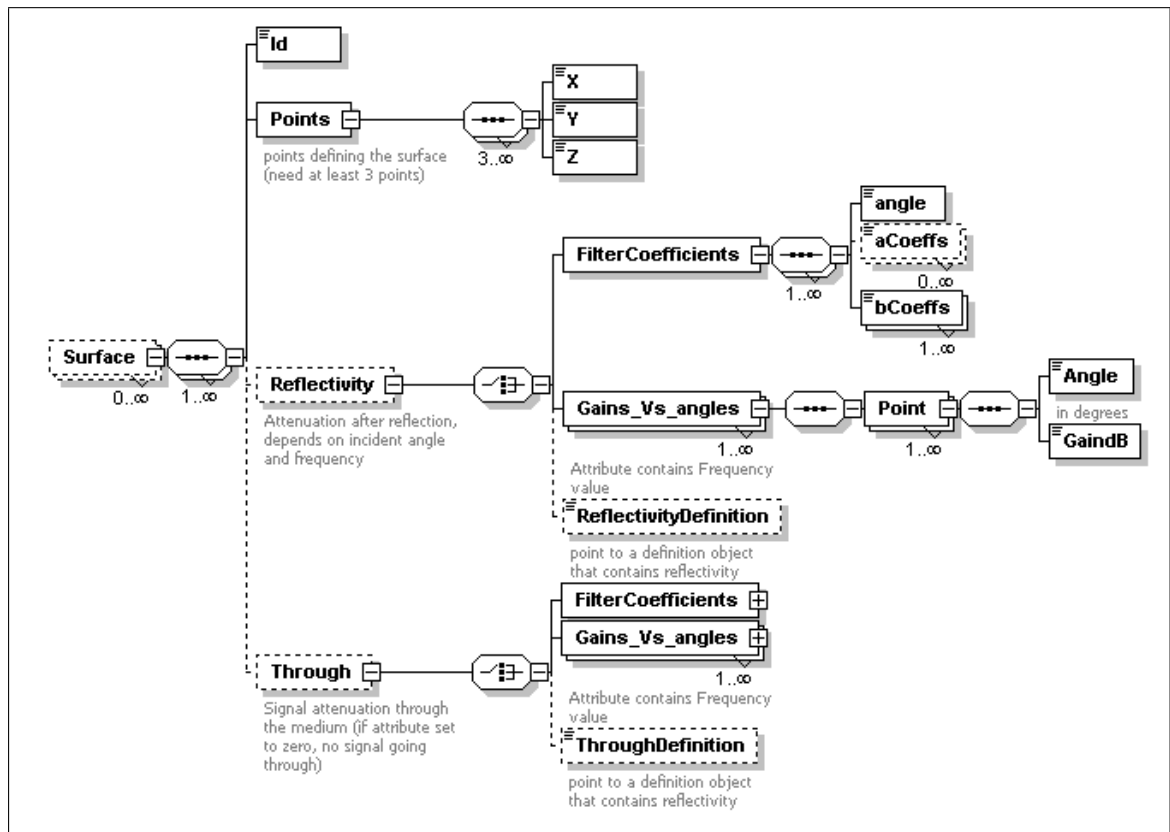 Id
Points
points defining the surface
(need at least 3 points)
3..∞
X
Y
Z
Surface
0..∞
1..∞
Reflectivity
Attenuation after reflection,
depends on incident angle
and frequency
FilterCoefficients
1..∞
angle
aCoeffs
0..∞
bCoeffs
1..∞
Gains_Vs_angles
1..∞
Attribute contains Frequency
value
Point
1..∞
Angle
in degrees
GaindB
ReflectivityDefinition
point to a definition object
that contains reflectivity
Through
Signal attenuation through
the medium (if attribute set
to zero, no signal going
through)
FilterCoefficients
Gains_Vs_angles
1..∞
Attribute contains Frequency
value
ThroughDefinition
point to a definition object
that contains reflectivity